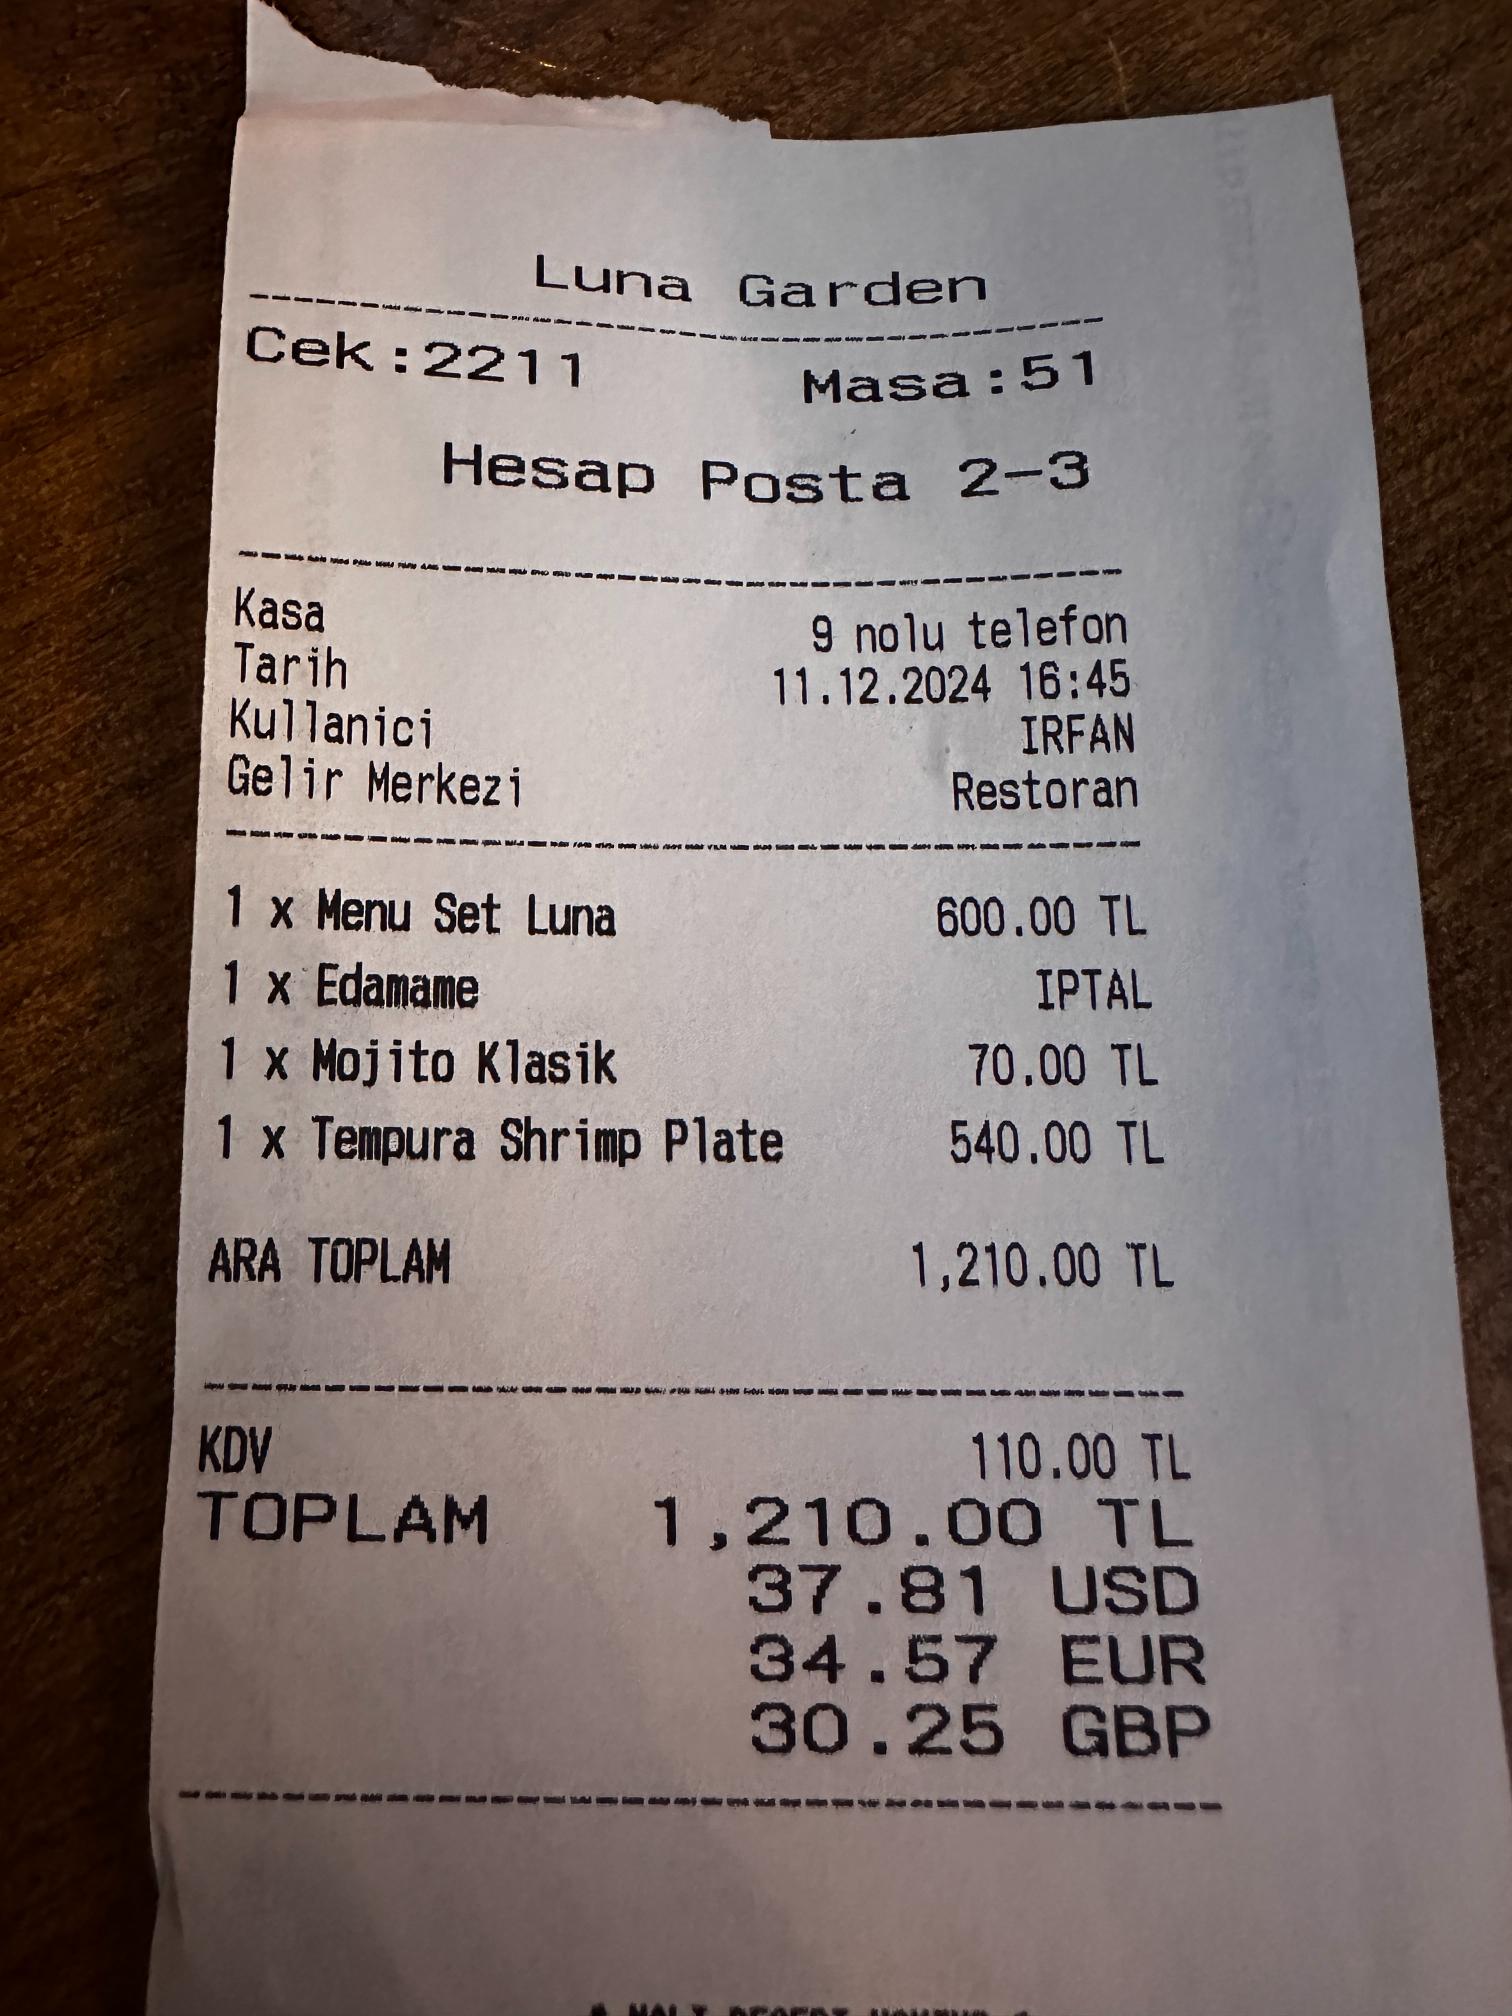 Luna Garden
Cek:2211 Masa:51
Hesap Posta 2-3
Kasa 9 nolu telefon
Tarih 11.12.2024 16:45
Kullanici IRFAN
Gelir Merkezi Restoran
1 x Menu Set Luna 600.00 TL
1 x Edamame IPTAL
1 x Mojito Klasik 70.00 TL
1 x Tempura Shrimp Plate 540.00 TL
ARA TOPLAM 1,210.00 TL
KDV 110.00 TL
TOPLAM 1,210.00 TL
37.81 USD
34.57 EUR
30.25 GBP